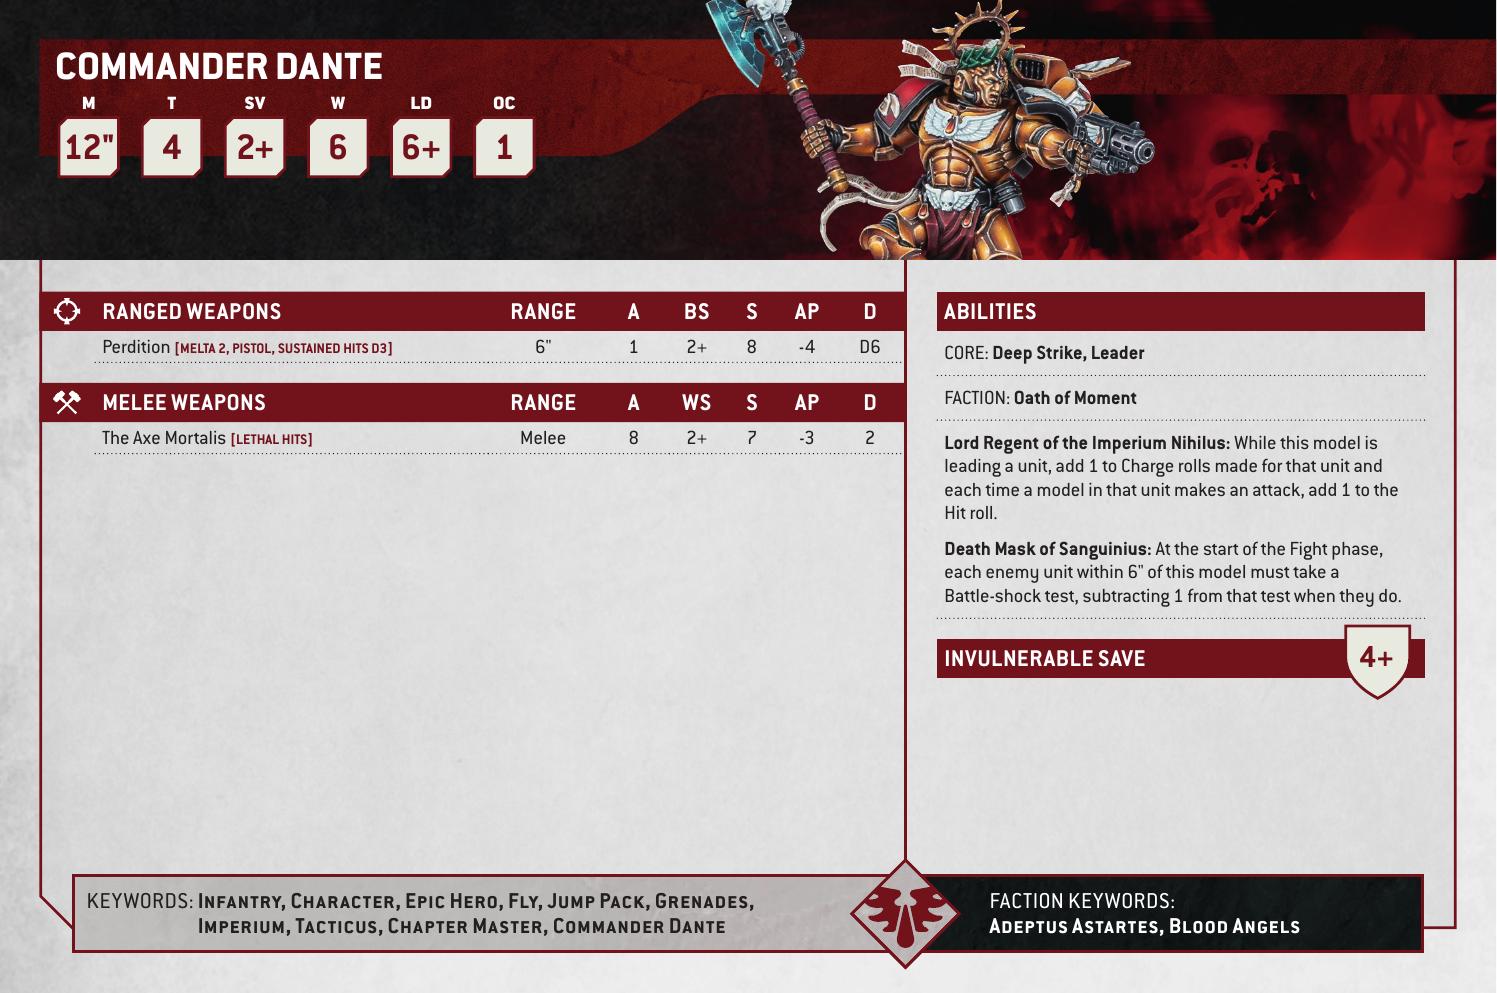 COMMANDER DANTE
M T SV W LD OC
12" 4 2+ 6 6+ 1
RANGED WEAPONS RANGE A BS S AP D
Perdition [MELTA 2, PISTOL, SUSTAINED HITS D3] 6" 1 2+ 8 -4 D6
MELEE WEAPONS RANGE A WS S AP D
The Axe Mortalis [LETHAL HITS] Melee 8 2+ 7 -3 2
ABILITIES
CORE: Deep Strike, Leader
FACTION: Oath of Moment
Lord Regent of the Imperium Nihilus: While this model is
leading a unit, add 1 to Charge rolls made for that unit and
each time a model in that unit makes an attack, add 1 to the
Hit roll.
Death Mask of Sanguinius: At the start of the Fight phase,
each enemy unit within 6" of this model must take a
Battle-shock test, subtracting 1 from that test when they do.
INVULNERABLE SAVE 4+
KEYWORDS: INFANTRY, CHARACTER, EPIC HERO, FLY, JUMP PACK, GRENADES,
IMPERIUM, TACTICUS, CHAPTER MASTER, COMMANDER DANTE
FACTION KEYWORDS:
ADEPTUS ASTARTES, BLOOD ANGELS